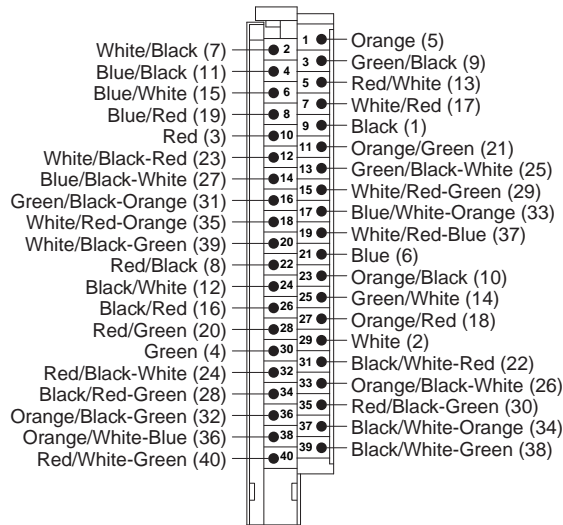 1 Orange (5)
White/Black (7) 2
3 Green/Black (9)
Blue/Black (11) 4
5 Red/White (13)
Blue/White (15) 6
7 White/Red (17)
Blue/Red (19) 8
9 Black (1)
Red (3) 10
11 Orange/Green (21)
White/Black-Red (23) 12
13 Green/Black-White (25)
Blue/Black-White (27) 14
15 White/Red-Green (29)
Green/Black-Orange (31) 16
17 Blue/White-Orange (33)
White/Red-Orange (35) 18
19 White/Red-Blue (37)
White/Black-Green (39) 20
21 Blue (6)
Red/Black (8) 22
23 Orange/Black (10)
Black/White (12) 24
25 Green/White (14)
Black/Red (16) 26
27 Orange/Red (18)
Red/Green (20) 28
29 White (2)
Green (4) 30
31 Black/White-Red (22)
Red/Black-White (24) 32
33 Orange/Black-White (26)
Black/Red-Green (28) 34
35 Red/Black-Green (30)
Orange/Black-Green (32) 36
37 Black/White-Orange (34)
Orange/White-Blue (36) 38
39 Black/White-Green (38)
Red/White-Green (40) 40